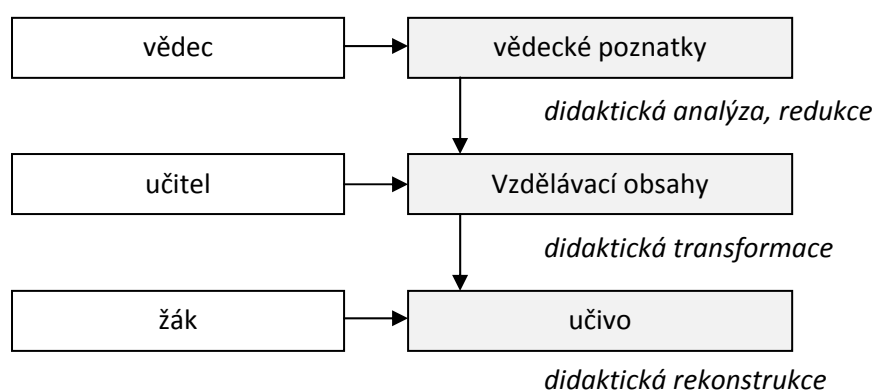 vědec
vědecké poznatky
didaktická analýza, redukce
učitel
Vzdělávací obsahy
didaktická transformace
žák
učivo
didaktická rekonstrukce